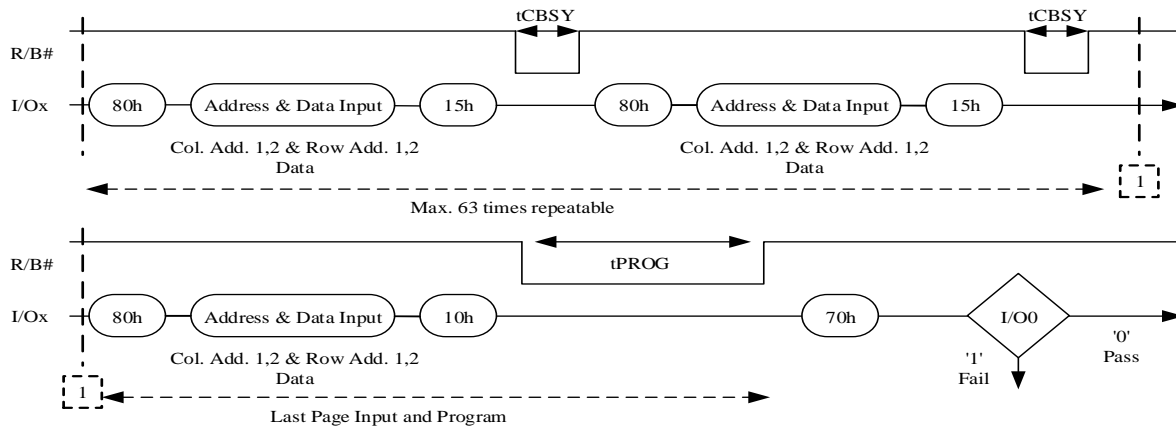 tCBSY
tCBSY
R/B#
I/Ox
80h
Address & Data Input
15h
80h
Address & Data Input
15h
Col. Add. 1,2 & Row Add. 1,2
Data
Col. Add. 1,2 & Row Add. 1,2
Data
1
Max. 63 times repeatable
R/B#
tPROG
I/Ox
80h
Address & Data Input
10h
70h
I/O0
'0'
Pass
'1'
Fail
Col. Add. 1,2 & Row Add. 1,2
Data
1
Last Page Input and Program